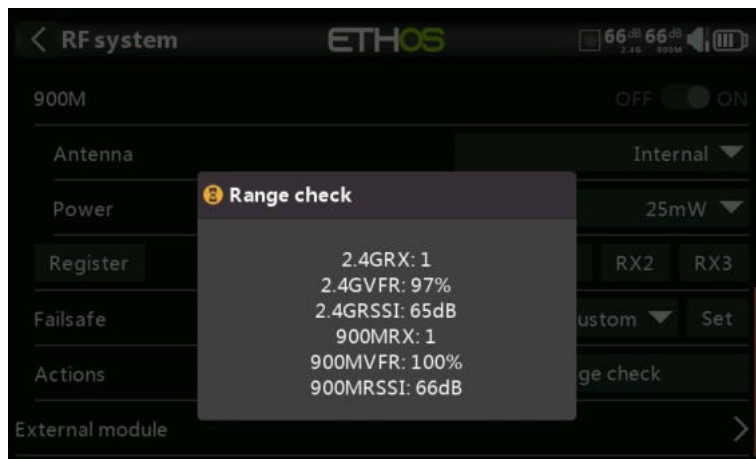 RF system ETHOS 66dB 2.4G 66dB 900M
900M OFF ON
Antenna Internal
Power 25mW
Range check
Register RX2 RX3
2.4GRX: 1
2.4GVFR: 97%
2.4GRSSI: 65dB
900MRX: 1
900MVFR: 100%
900MRSSI: 66dB
Failsafe ustom Set
Actions ge check
External module